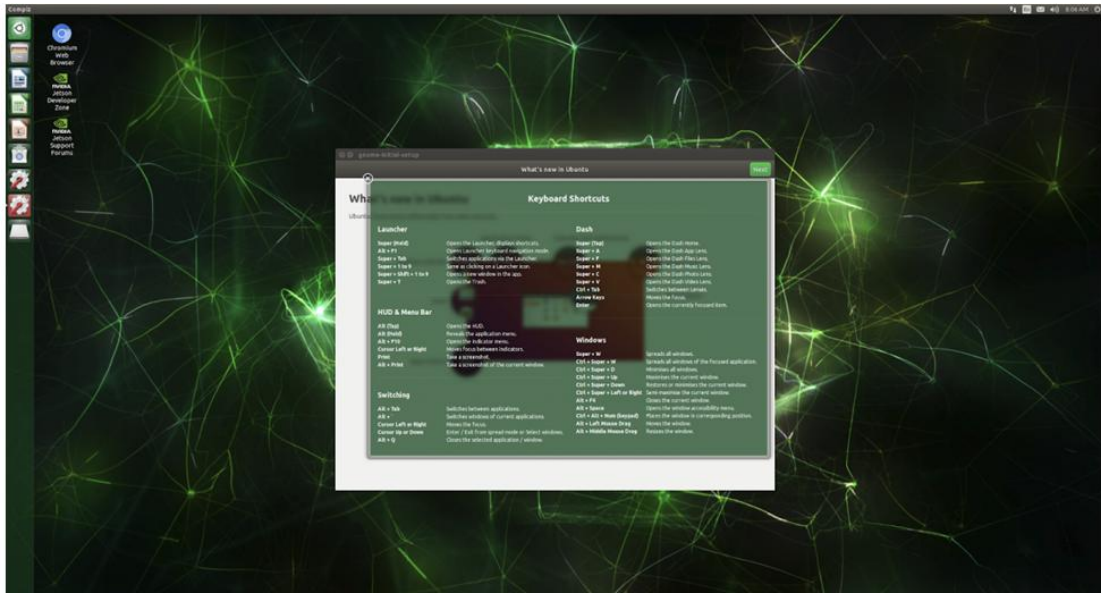 Compiz
8:04 AM
Chromium
Web
Browser
NVIDIA
Jetson
Developer
Zone
NVIDIA
Jetson
Support
Forums
gnome-initial-setup
What's new in Ubuntu
Next
What's new in Ubuntu
Ubuntu
Keyboard Shortcuts
Launcher
Super (Hold) Opens the Launcher, displays shortcuts.
Alt + F1 Opens Launcher keyboard navigation mode.
Super + Tab Switches applications via the Launcher.
Super + 1 to 9 Same as clicking on a Launcher icon.
Super + Shift + 1 to 9 Opens a new window in the app.
Super + T Opens the Trash.
HUD & Menu Bar
Alt (Tap) Opens the HUD.
Alt (Hold) Reveals the application menu.
Alt + F10 Opens the indicator menu.
Cursor Left or Right Moves focus between indicators.
Print Take a screenshot.
Alt + Print Take a screenshot of the current window.
Switching
Alt + Tab Switches between applications.
Alt + ` Switches windows of current applications.
Cursor Left or Right Moves the focus.
Cursor Up or Down Enter / Exit from spread mode or Select windows.
Alt + Q Closes the selected application / window.
Dash
Super (Tap) Opens the Dash Home.
Super + A Opens the Dash App Lens.
Super + F Opens the Dash Files Lens.
Super + M Opens the Dash Music Lens.
Super + C Opens the Dash Photo Lens.
Super + V Opens the Dash Video Lens.
Ctrl + Tab Switches between Lenses.
Arrow Keys Moves the focus.
Enter Opens the currently focused item.
Windows
Super + W Spreads all windows.
Ctrl + Super + W Spreads all windows of the focused application.
Ctrl + Super + D Minimises all windows.
Ctrl + Super + Up Maximises the current window.
Ctrl + Super + Down Restores or minimises the current window.
Ctrl + Super + Left or Right Semi-maximise the current window.
Alt + F4 Closes the current window.
Alt + Space Opens the window accessibility menu.
Ctrl + Alt + Num (keypad) Places the window in corresponding position.
Alt + Left Mouse Drag Moves the window.
Alt + Middle Mouse Drag Resizes the window.